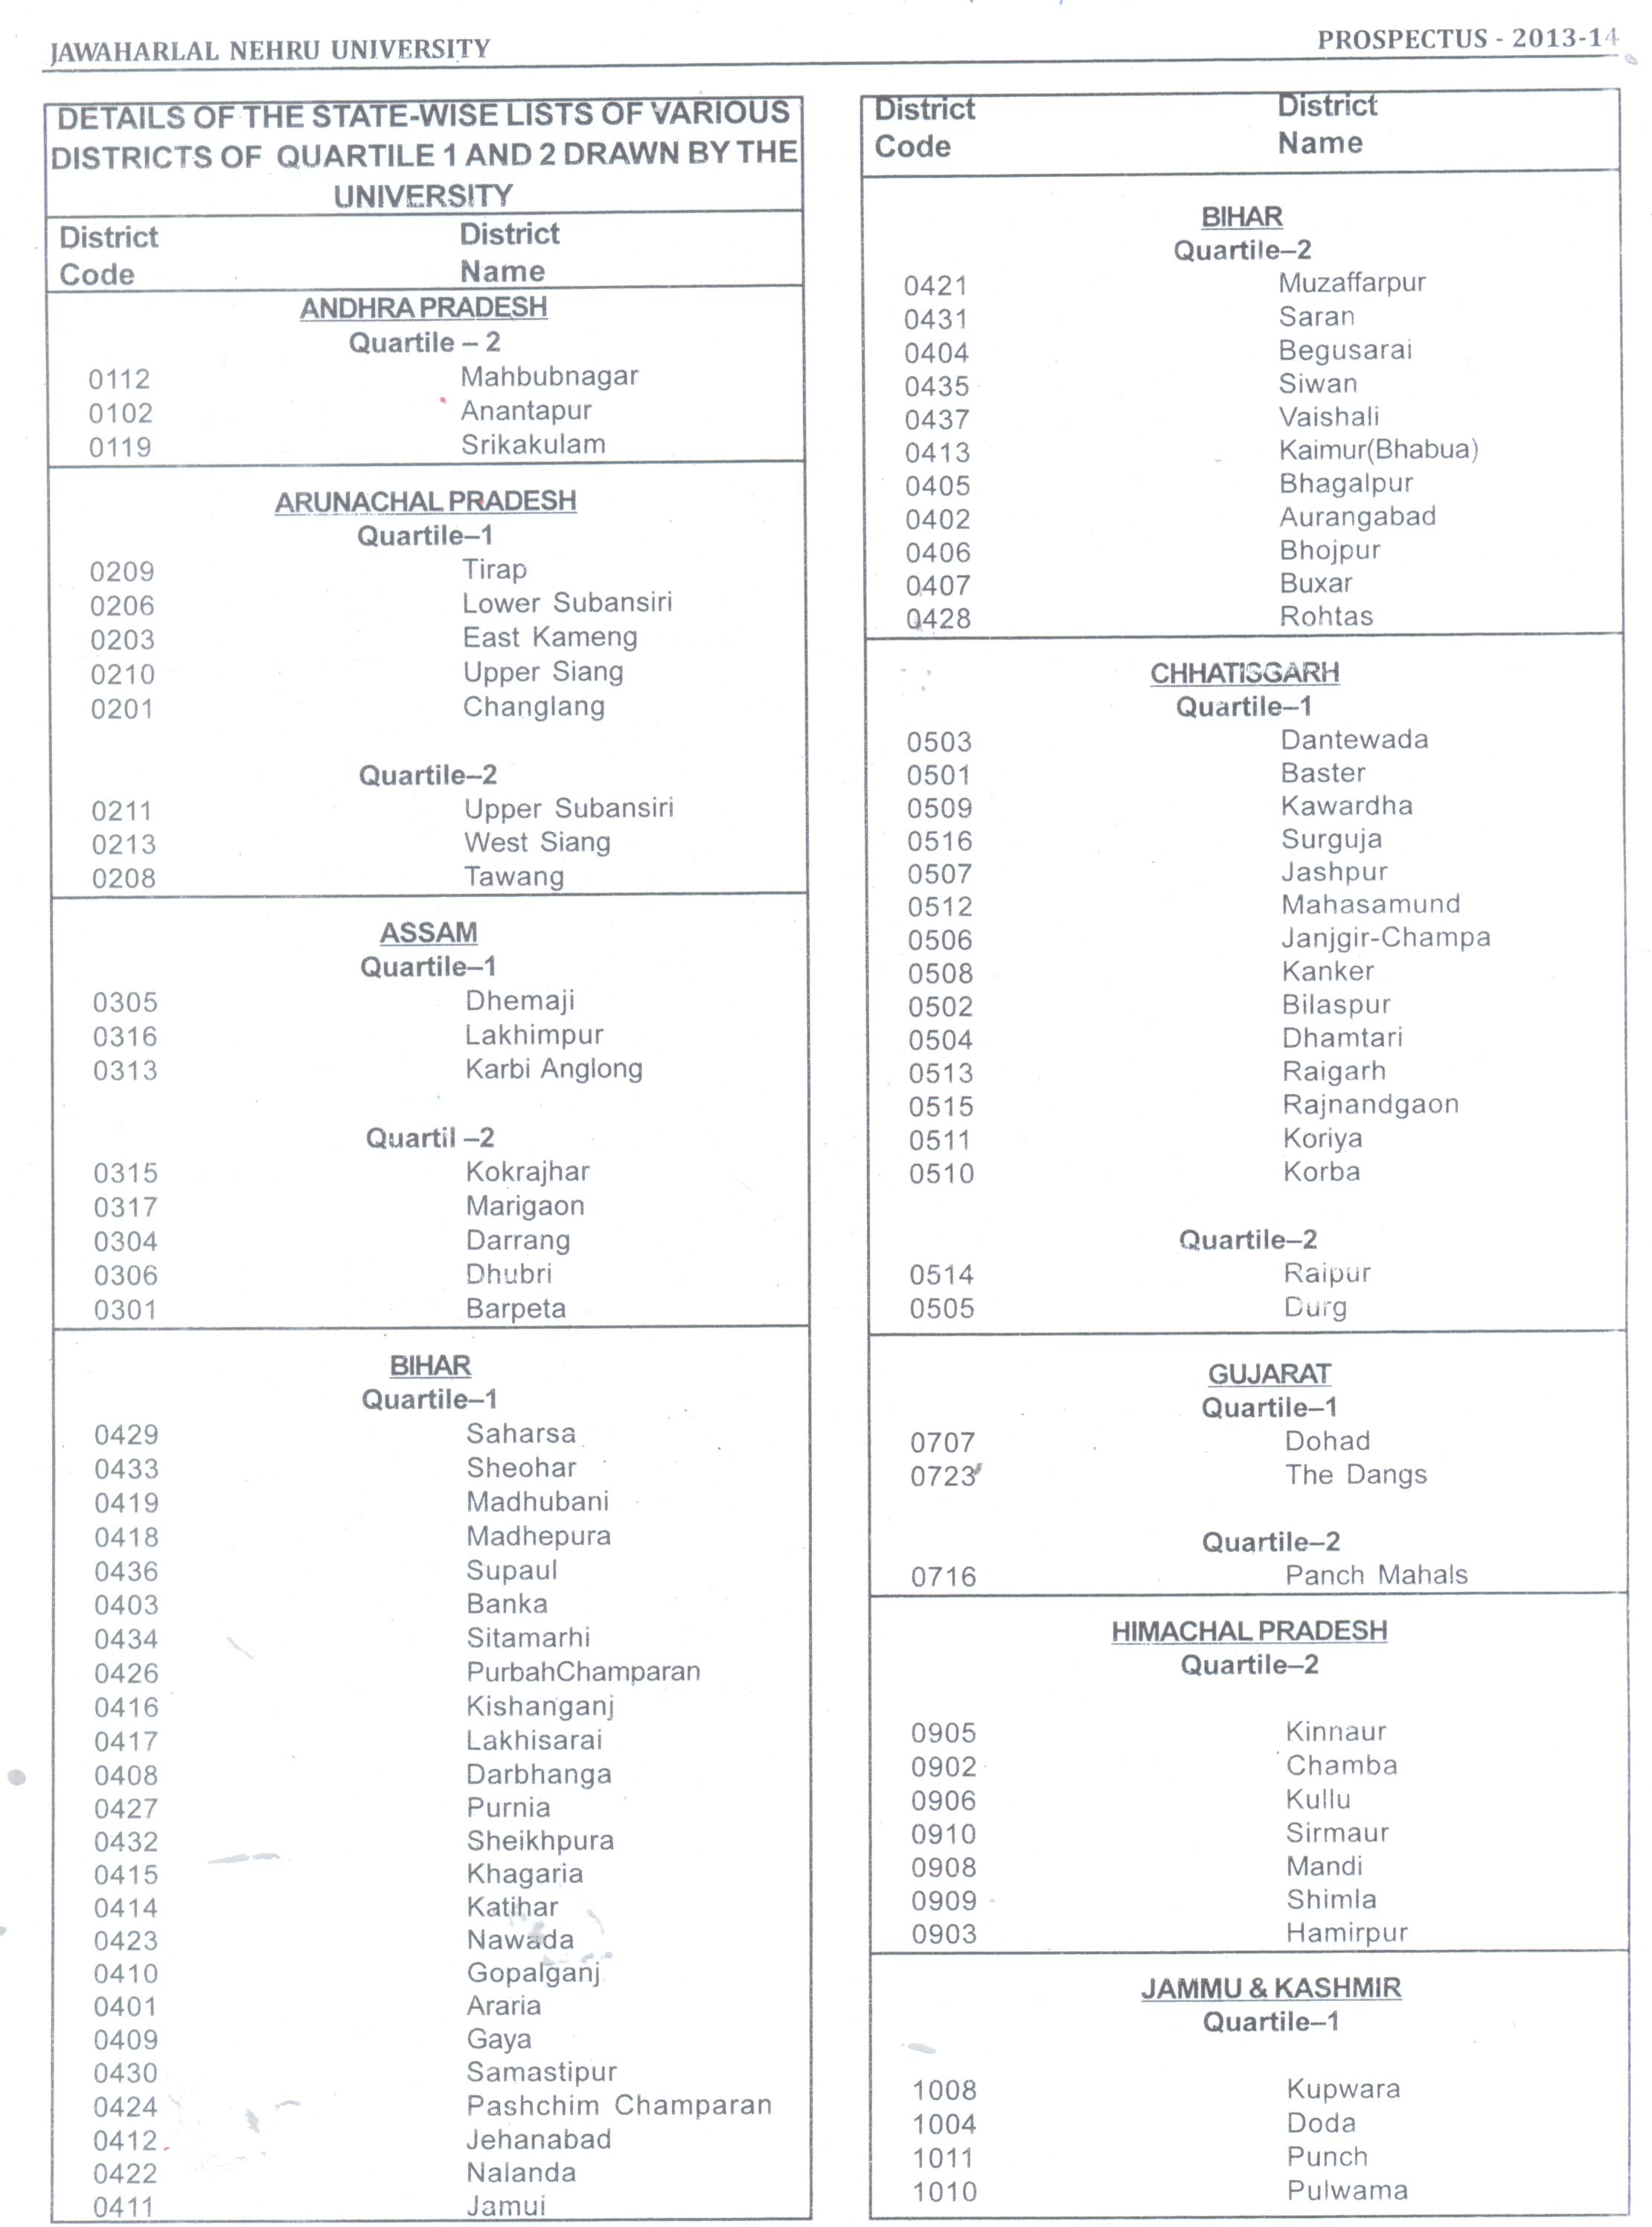 JAWAHARLAL NEHRU UNIVERSITY
PROSPECTUS - 2013-14
DETAILS OF THE STATE-WISE LISTS OF VARIOUS
DISTRICTS OF QUARTILE 1 AND 2 DRAWN BY THE
UNIVERSITY
District District
Code Name
ANDHRA PRADESH
Quartile – 2
0112 Mahbubnagar
0102 Anantapur
0119 Srikakulam
ARUNACHAL PRADESH
Quartile–1
0209 Tirap
0206 Lower Subansiri
0203 East Kameng
0210 Upper Siang
0201 Changlang
Quartile–2
0211 Upper Subansiri
0213 West Siang
0208 Tawang
ASSAM
Quartile–1
0305 Dhemaji
0316 Lakhimpur
0313 Karbi Anglong
Quartil –2
0315 Kokrajhar
0317 Marigaon
0304 Darrang
0306 Dhubri
0301 Barpeta
BIHAR
Quartile–1
0429 Saharsa
0433 Sheohar
0419 Madhubani
0418 Madhepura
0436 Supaul
0403 Banka
0434 Sitamarhi
0426 PurbahChamparan
0416 Kishanganj
0417 Lakhisarai
0408 Darbhanga
0427 Purnia
0432 Sheikhpura
0415 Khagaria
0414 Katihar
0423 Nawada
0410 Gopalganj
0401 Araria
0409 Gaya
0430 Samastipur
0424 Pashchim Champaran
0412 Jehanabad
0422 Nalanda
0411 Jamui
District District
Code Name
BIHAR
Quartile–2
0421 Muzaffarpur
0431 Saran
0404 Begusarai
0435 Siwan
0437 Vaishali
0413 Kaimur(Bhabua)
0405 Bhagalpur
0402 Aurangabad
0406 Bhojpur
0407 Buxar
0428 Rohtas
CHHATISGARH
Quartile–1
0503 Dantewada
0501 Baster
0509 Kawardha
0516 Surguja
0507 Jashpur
0512 Mahasamund
0506 Janjgir-Champa
0508 Kanker
0502 Bilaspur
0504 Dhamtari
0513 Raigarh
0515 Rajnandgaon
0511 Koriya
0510 Korba
Quartile–2
0514 Raipur
0505 Durg
GUJARAT
Quartile–1
0707 Dohad
0723 The Dangs
Quartile–2
0716 Panch Mahals
HIMACHAL PRADESH
Quartile–2
0905 Kinnaur
0902 Chamba
0906 Kullu
0910 Sirmaur
0908 Mandi
0909 Shimla
0903 Hamirpur
JAMMU & KASHMIR
Quartile–1
1008 Kupwara
1004 Doda
1011 Punch
1010 Pulwama